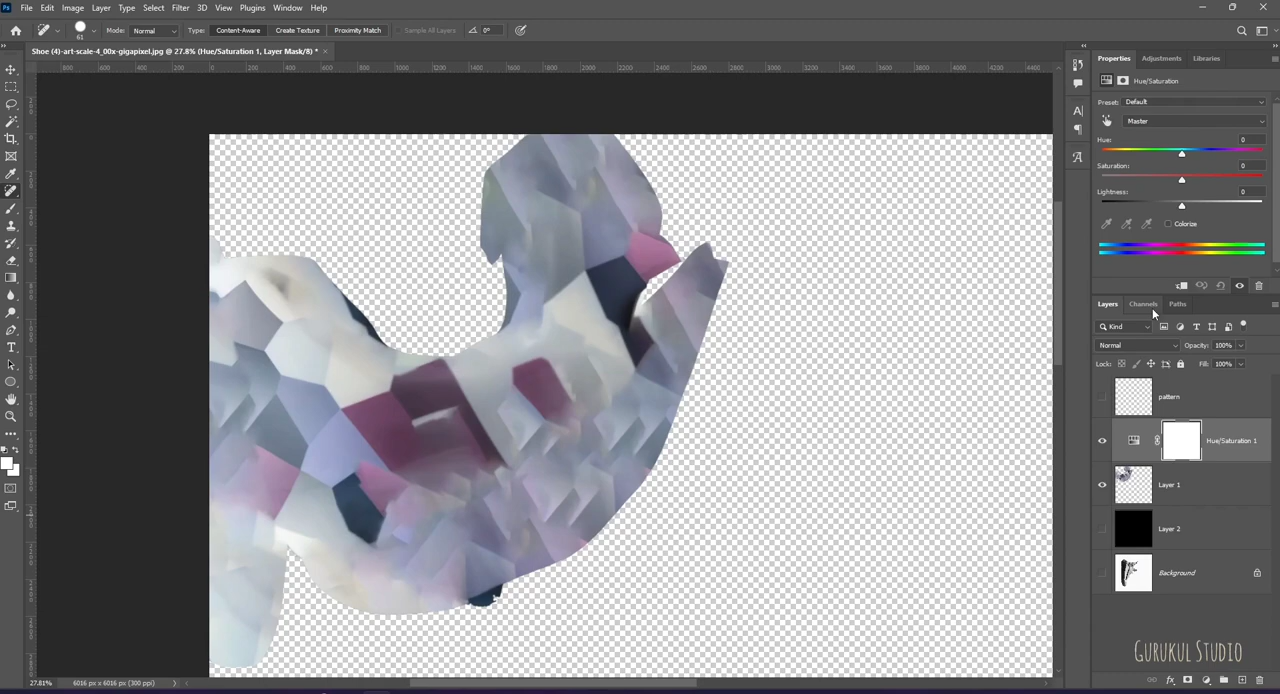 Ps File Edit Image Layer Type Select Filter 3D View Plugins Window Help
61 Mode: Normal Type: Content-Aware Create Texture Proximity Match Sample All Layers 0°
Shoe (4)-art-scale-4_00x-gigapixel.jpg @ 27.8% (Hue/Saturation 1, Layer Mask/8) * ×
Properties Adjustments Libraries
Hue/Saturation
Preset: Default
Master
Hue: 0
Saturation: 0
Lightness: 0
Colorize
Layers Channels Paths
Kind
Normal Opacity: 100%
Lock: Fill: 100%
pattern
Hue/Saturation 1
Layer 1
Layer 2
Background
Gurukul Studio
27.81% 6016 px x 6016 px (300 ppi)